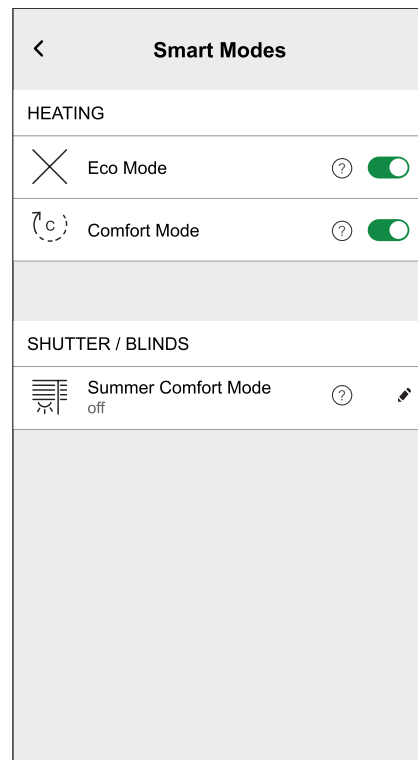 Smart Modes
HEATING
Eco Mode ?
C Comfort Mode ?
SHUTTER / BLINDS
Summer Comfort Mode ?
off